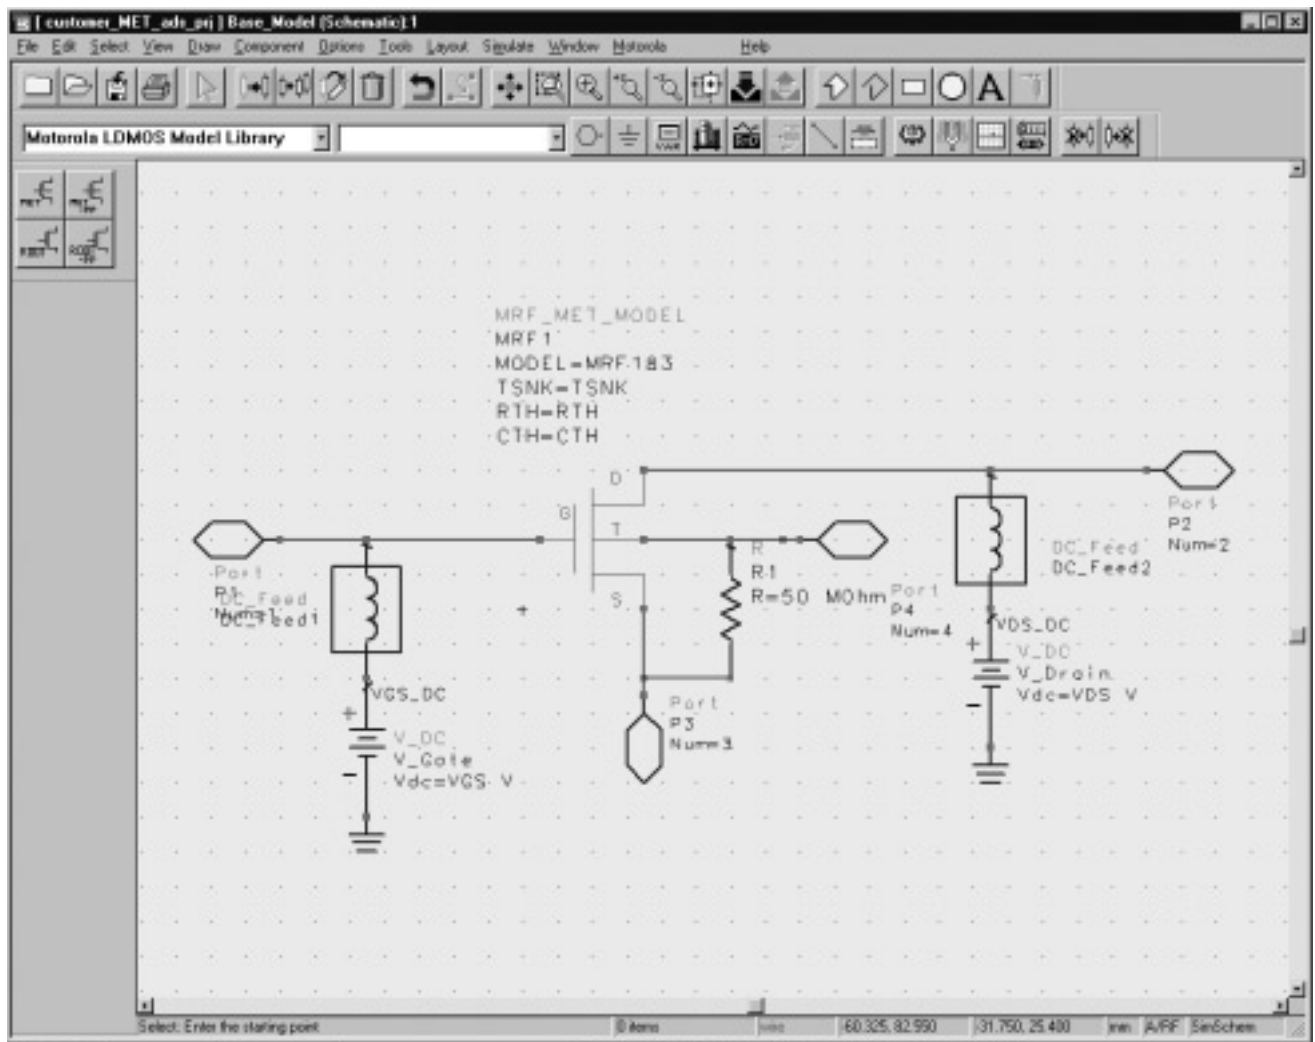 [ customer_MET_ads_prj ] Base_Model (Schematic):1
File Edit Select View Draw Component Options Tools Layout Simulate Window Motorola Help
Motorola LDMOS Model Library
MET
MRF_MET_MODEL
MRF1
MODEL=MRF183
TSNK=TSNK
RTH=RTH
CTH=CTH
D
G
T
S
Port
P2
Num=2
DC_Feed
DC_Feed2
R
R1
R=50 MOhm
Port
P4
Num=4
Port
DC_Feed
DC_Feed1
VDS_DC
+
V_DC
V_Drain
Vdc=VDS V
-
VGS_DC
+
V_DC
V_Gate
Vdc=VGS V
-
Port
P3
Num=3
Select: Enter the starting point
0 items
wire
-60.325, 82.550
-31.750, 25.400
mm
A/RF
SimSchem